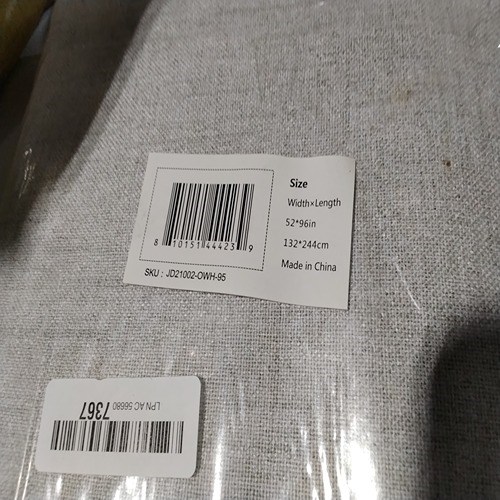 Size
Width×Length
52*96in
132*244cm
Made in China
8 10151 44423 9
SKU : JD21002-OWH-95
LPN AC 56680 7367